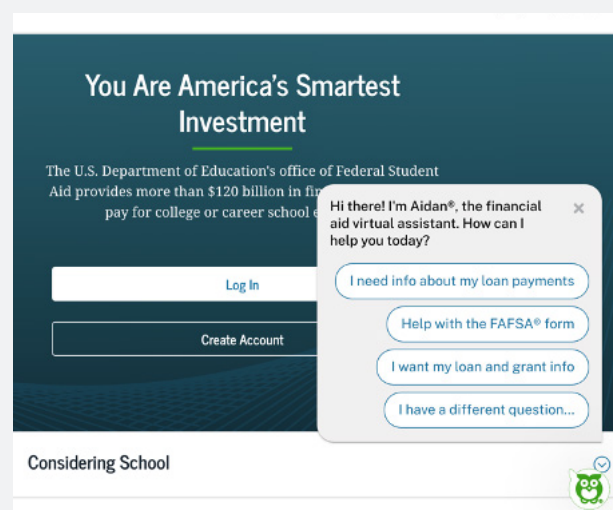 You Are America's Smartest
Investment
The U.S. Department of Education's office of Federal Student
Aid provides more than $120 billion in fin
pay for college or career school e
Log In
Create Account
Hi there! I'm Aidan®, the financial
aid virtual assistant. How can I
help you today?
I need info about my loan payments
Help with the FAFSA® form
I want my loan and grant info
I have a different question...
Considering School